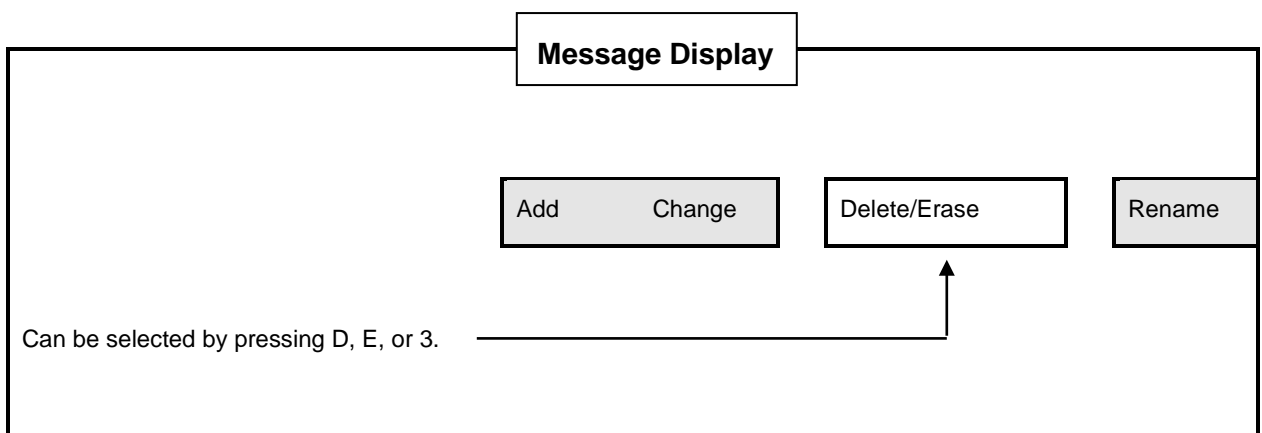 Message Display
Add Change Delete/Erase Rename
Can be selected by pressing D, E, or 3.